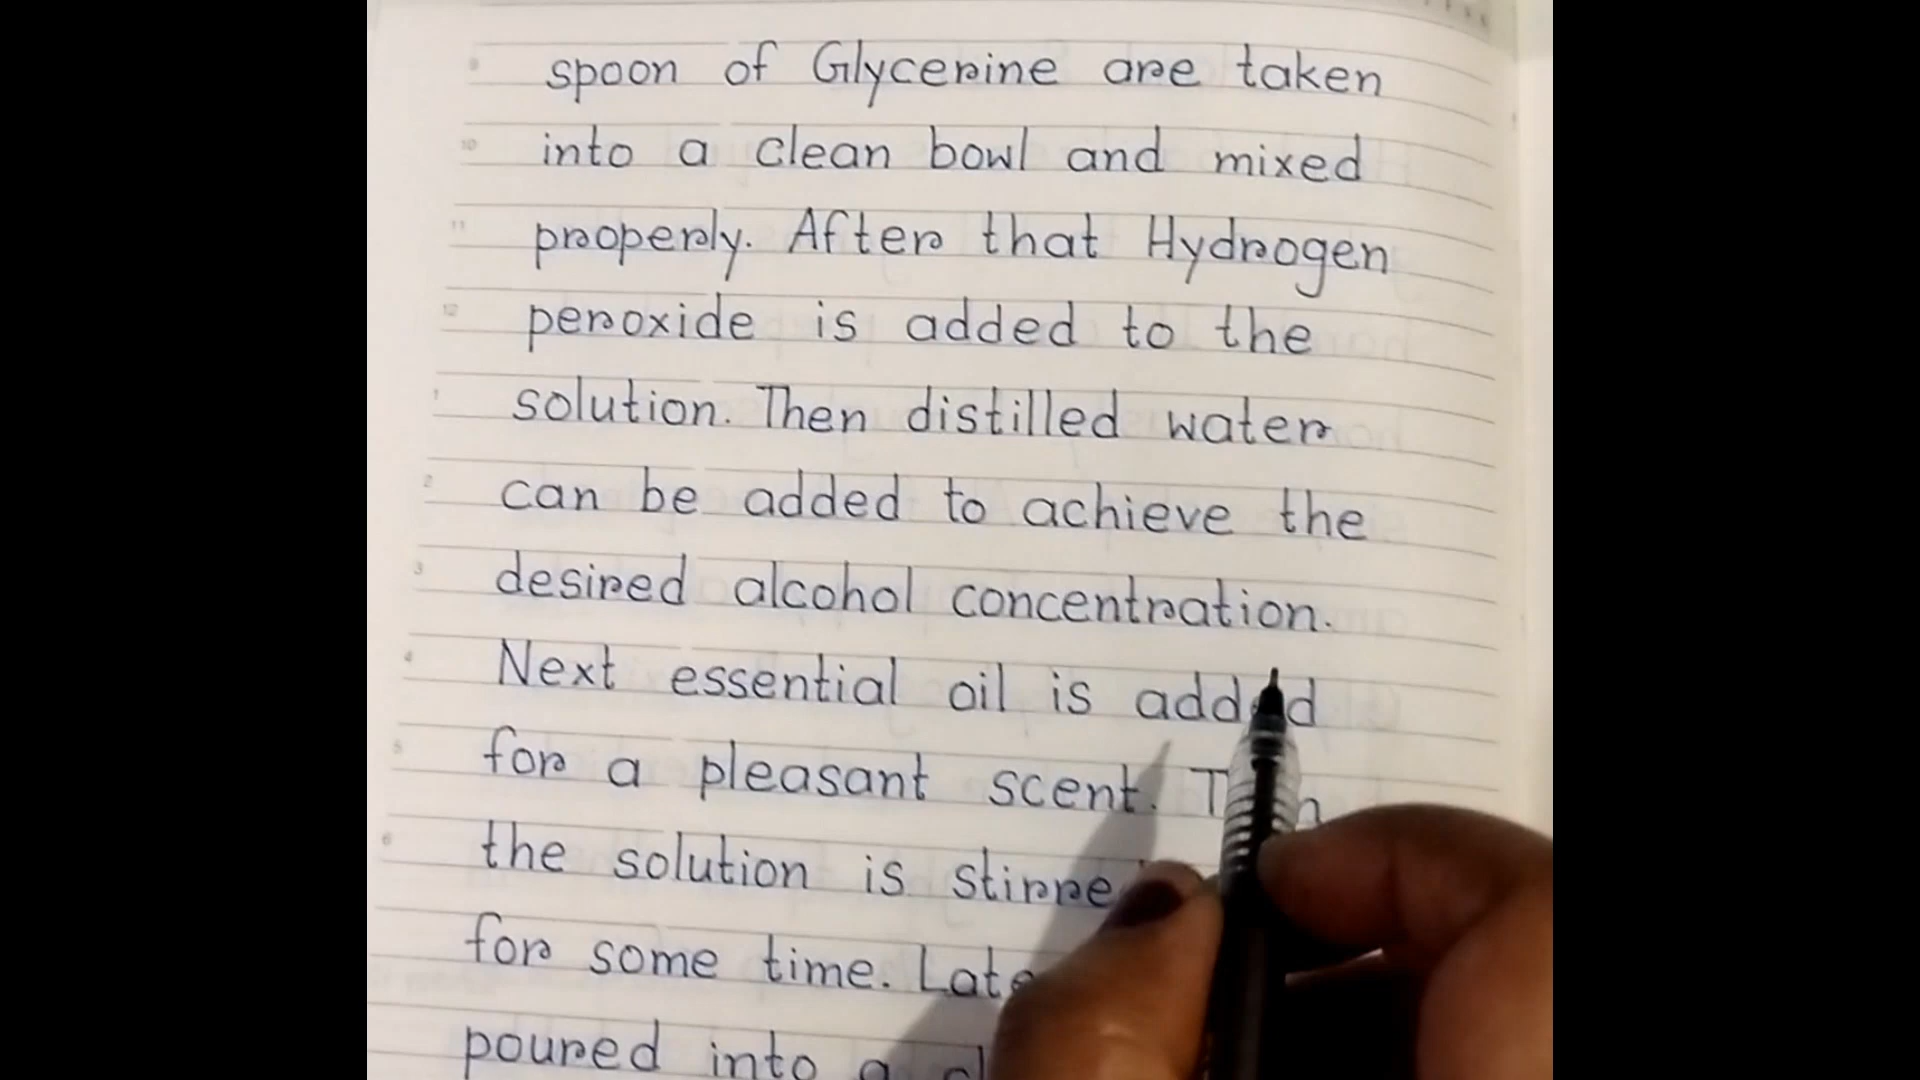 spoon of Glycerine are taken
into a clean bowl and mixed
properly. After that Hydrogen
peroxide is added to the
solution. Then distilled water
can be added to achieve the
desired alcohol concentration.
Next essential oil is added
for a pleasant scent.
the solution is
for some time.
poured into a